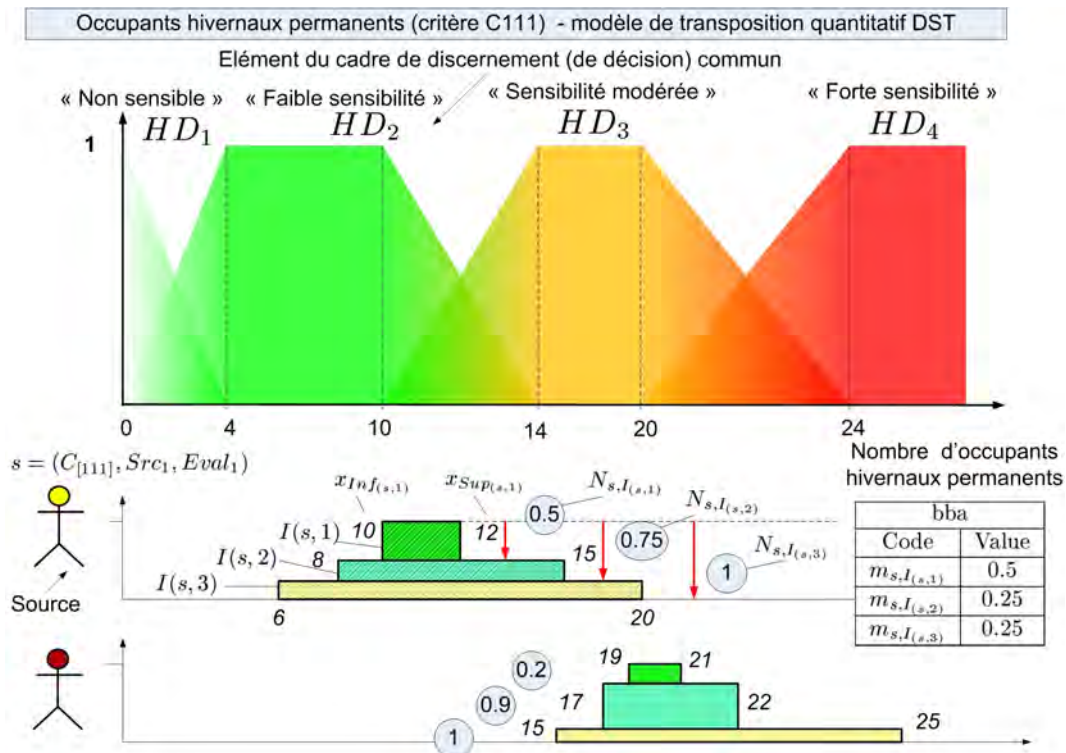 Occupants hivernaux permanents (critère C111) - modèle de transposition quantitatif DST
Elément du cadre de discernement (de décision) commun
« Non sensible » « Faible sensibilité » « Sensibilité modérée » « Forte sensibilité »
HD₁ HD₂ HD₃ HD₄
1
0 4 10 14 20 24
Nombre d'occupants
hivernaux permanents
s = (C[111], Src₁, Eval₁)
xInf(s,1) xSup(s,1) Ns,I(s,1)
0.5
Ns,I(s,2)
I(s,1) 10 12
0.75
I(s,2) 8 15
Ns,I(s,3)
1
I(s,3)
Source
6 20
bba
Code Value
ms,I(s,1) 0.5
ms,I(s,2) 0.25
ms,I(s,3) 0.25
0.2 19 21
0.9 17 22
1 15 25